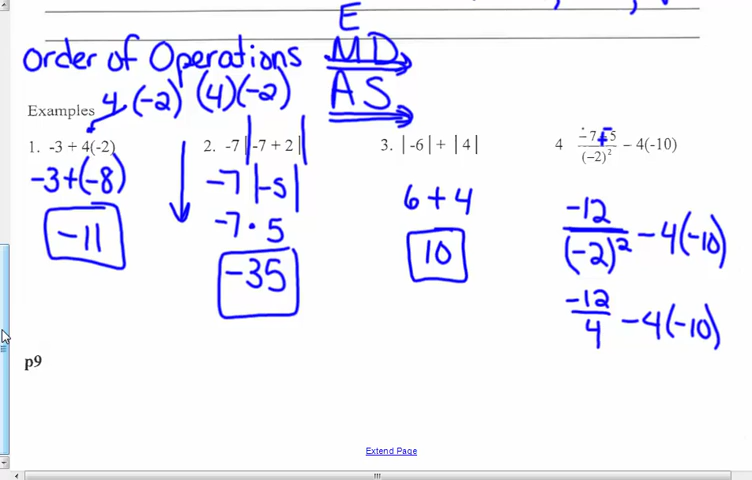 E
Order of Operations MD
4(-2) (4)(-2) AS
Examples
1. -3 + 4(-2)
-3+(-8)
-11
2. -7|-7 + 2|
-7|-5|
-7·5
-35
3. |-6| + |4|
6+4
10
4 -7+-5/(-2)² - 4(-10)
-12/(-2)² -4(-10)
-12/4 -4(-10)
p9
Extend Page